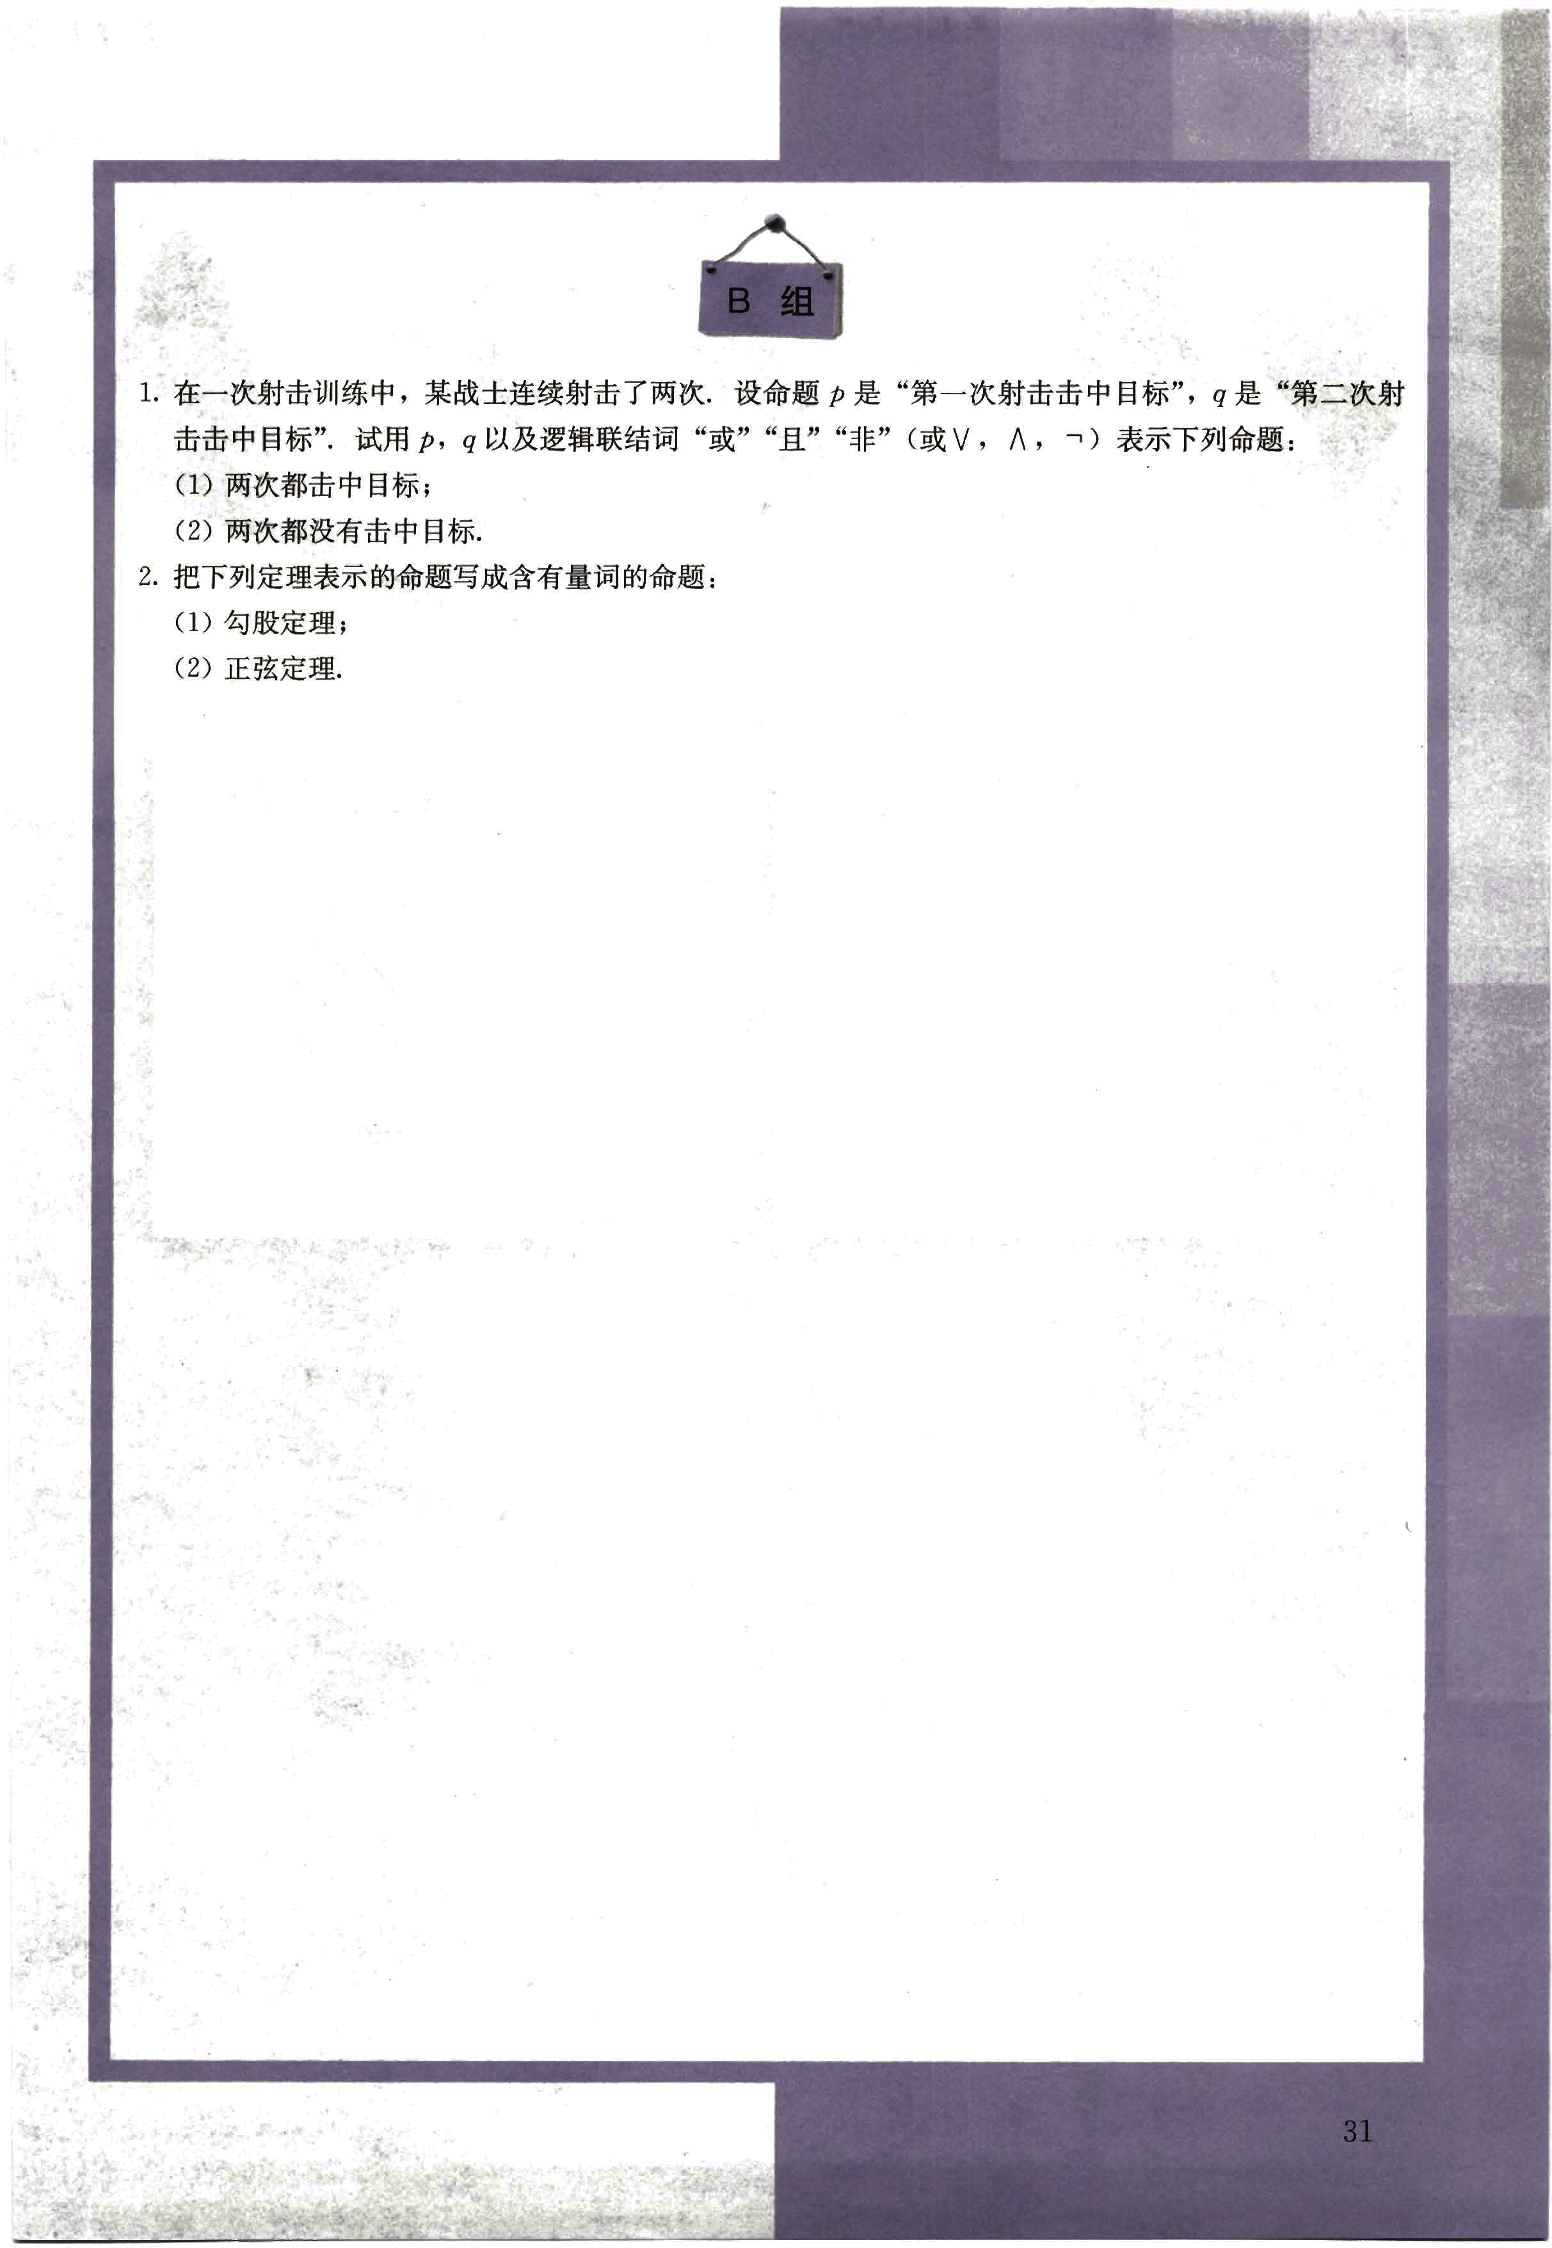 B 组
1. 在一次射击训练中，某战士连续射击了两次. 设命题 p 是“第一次射击击中目标”，q 是“第二次射
击击中目标”. 试用 p，q 以及逻辑联结词“或”“且”“非”（或∨，∧，¬）表示下列命题：
（1）两次都击中目标；
（2）两次都没有击中目标.
2. 把下列定理表示的命题写成含有量词的命题：
（1）勾股定理；
（2）正弦定理.
31